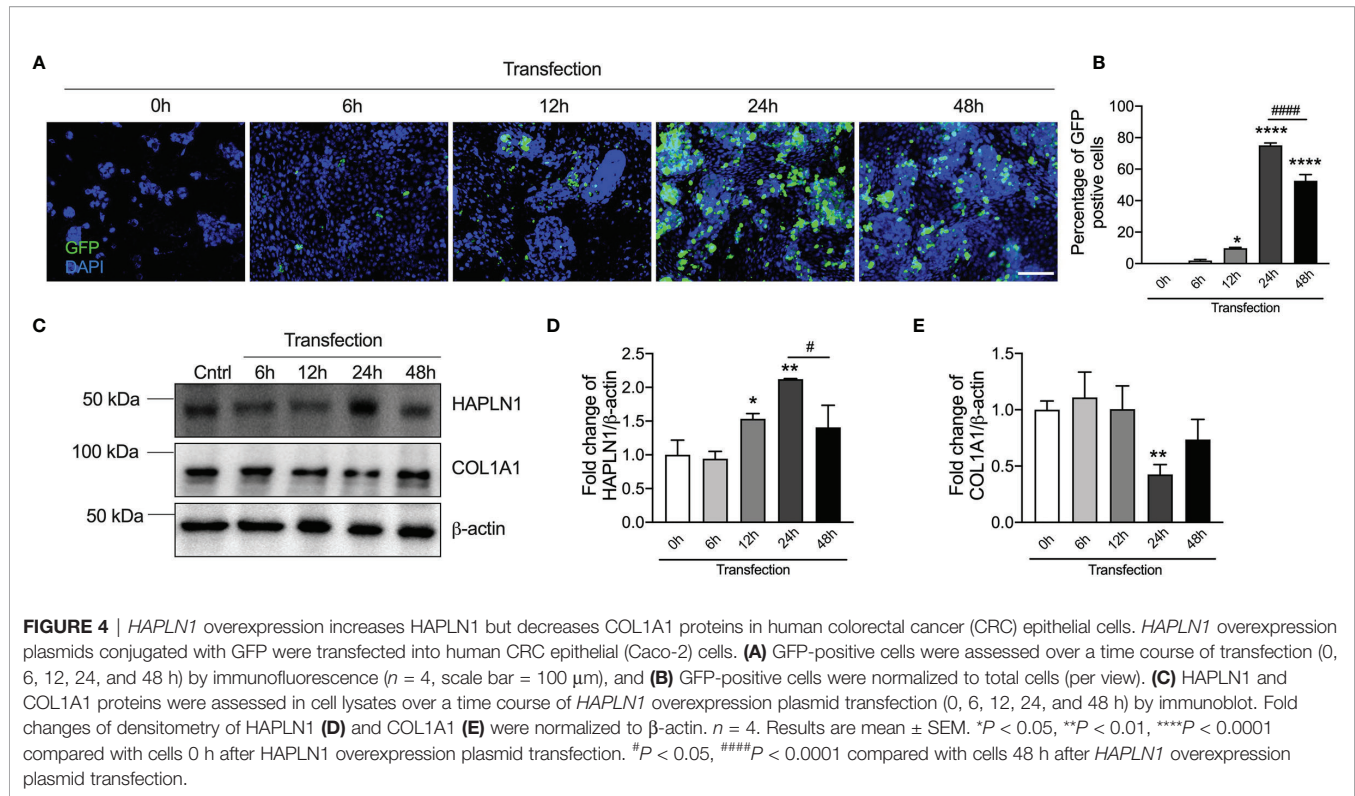 A
Transfection
0h 6h 12h 24h 48h
GFP
DAPI
B
Percentage of GFP
postive cells
100
80
60
40
20
0
####
****
****
*
0h 6h 12h 24h 48h
Transfection
C
Transfection
Cntrl 6h 12h 24h 48h
50 kDa
HAPLN1
100 kDa
COL1A1
50 kDa
β-actin
D
Fold change of
HAPLN1/β-actin
2.5
2.0
1.5
1.0
0.5
0.0
#
**
*
0h 6h 12h 24h 48h
Transfection
E
Fold change of
COL1A1/β-actin
1.5
1.0
0.5
0.0
**
0h 6h 12h 24h 48h
Transfection
FIGURE 4 | HAPLN1 overexpression increases HAPLN1 but decreases COL1A1 proteins in human colorectal cancer (CRC) epithelial cells. HAPLN1 overexpression
plasmids conjugated with GFP were transfected into human CRC epithelial (Caco-2) cells. (A) GFP-positive cells were assessed over a time course of transfection (0,
6, 12, 24, and 48 h) by immunofluorescence (n = 4, scale bar = 100 μm), and (B) GFP-positive cells were normalized to total cells (per view). (C) HAPLN1 and
COL1A1 proteins were assessed in cell lysates over a time course of HAPLN1 overexpression plasmid transfection (0, 6, 12, 24, and 48 h) by immunoblot. Fold
changes of densitometry of HAPLN1 (D) and COL1A1 (E) were normalized to β-actin. n = 4. Results are mean ± SEM. *P < 0.05, **P < 0.01, ****P < 0.0001
compared with cells 0 h after HAPLN1 overexpression plasmid transfection. #P < 0.05, ####P < 0.0001 compared with cells 48 h after HAPLN1 overexpression
plasmid transfection.